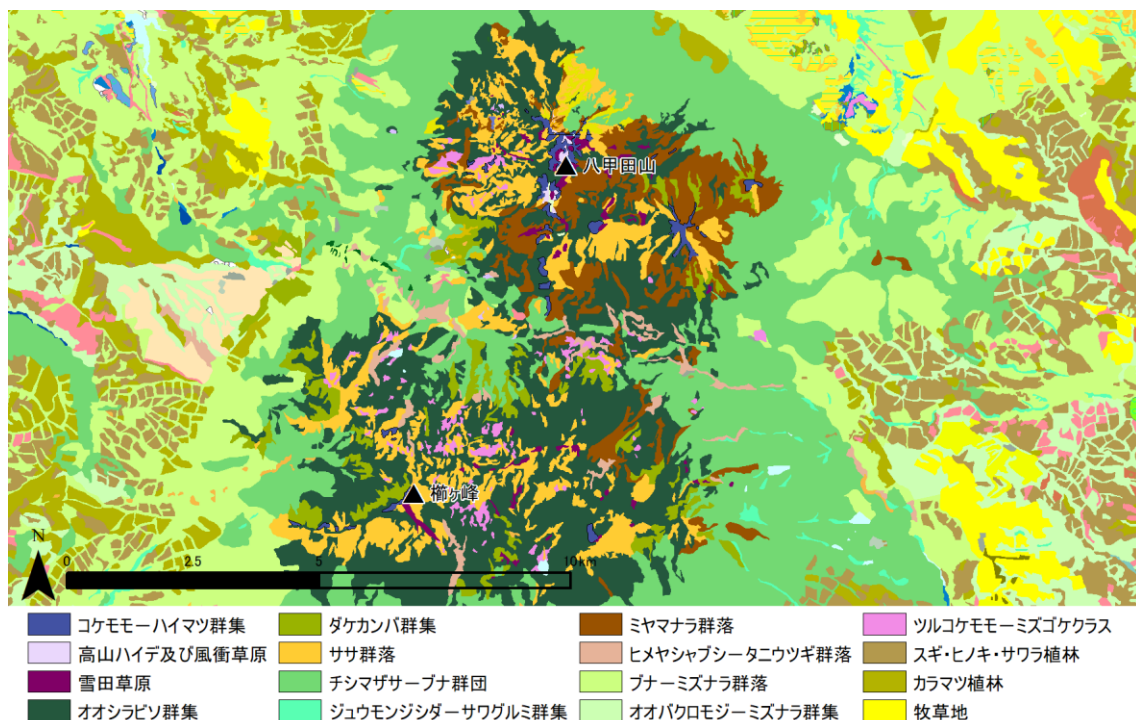 八甲田山
櫛ヶ峰
N
0 2.5 5 10km
コケモモーハイマツ群集 ダケカンバ群集 ミヤマナラ群落 ツルコケモモーミズゴケクラス
高山ハイデ及び風衝草原 ササ群落 ヒメヤシャブシータニウツギ群落 スギ・ヒノキ・サワラ植林
雪田草原 チシマザサーブナ群団 ブナーミズナラ群落 カラマツ植林
オオシラビソ群集 ジュウモンジシダーサワグルミ群集 オオバクロモジーミズナラ群集 牧草地